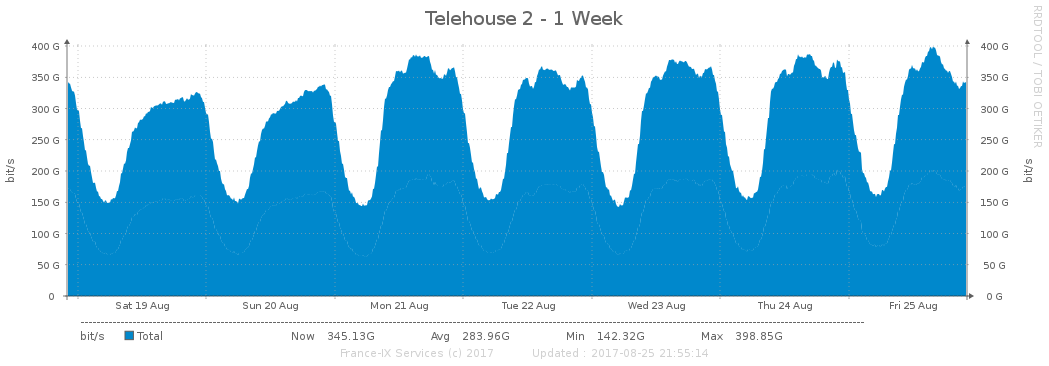 Telehouse 2 - 1 Week
RRDTOOL / TOBI OETIKER
400 G 400 G
350 G 350 G
300 G 300 G
250 G 250 G
200 G 200 G
150 G 150 G
100 G 100 G
50 G 50 G
0 0 G
bit/s bit/s
Sat 19 Aug Sun 20 Aug Mon 21 Aug Tue 22 Aug Wed 23 Aug Thu 24 Aug Fri 25 Aug
bit/s Total Now 345.13G Avg 283.96G Min 142.32G Max 398.85G
France-IX Services (c) 2017 Updated : 2017-08-25 21:55:14